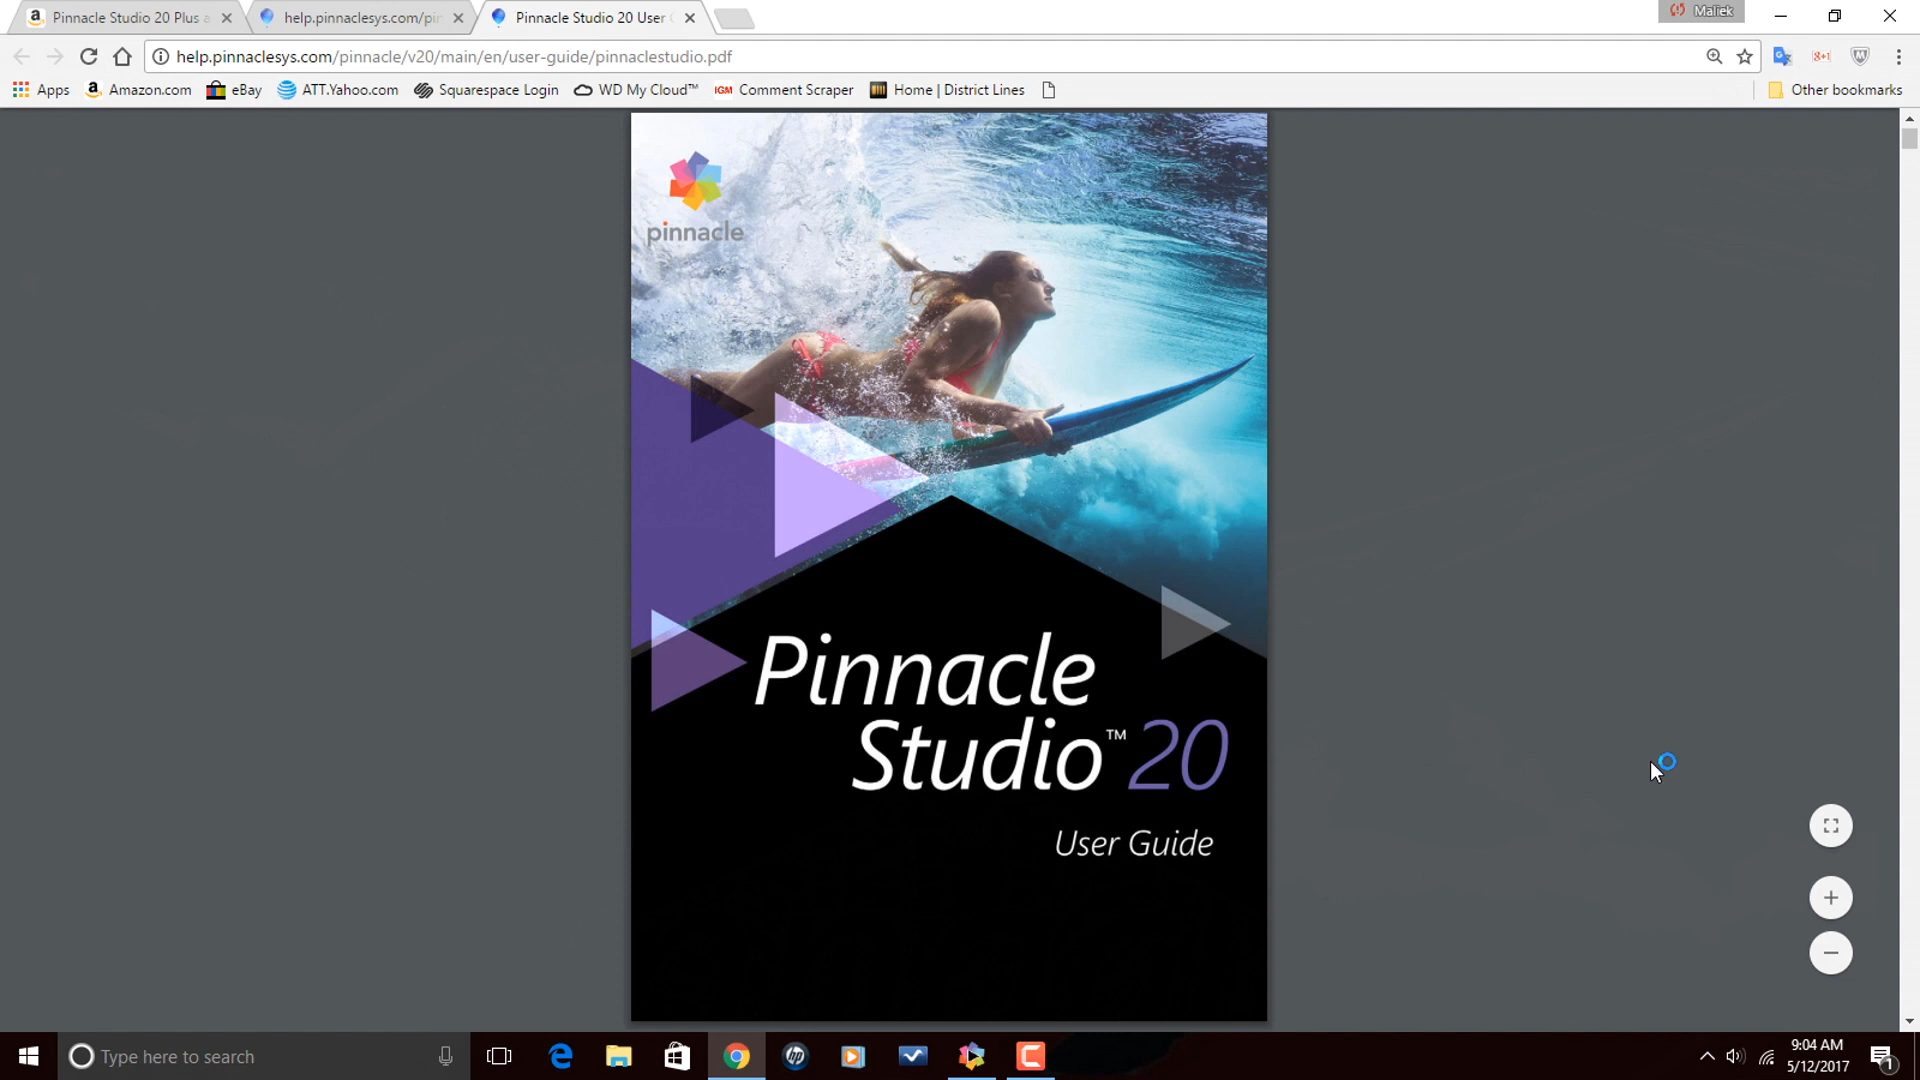 Pinnacle Studio 20 Plus a
help.pinnaclesys.com/pin
Pinnacle Studio 20 User
Maliek
help.pinnaclesys.com/pinnacle/v20/main/en/user-guide/pinnaclestudio.pdf
Apps
Amazon.com
eBay
ATT.Yahoo.com
Squarespace Login
WD My Cloud™
IGM Comment Scraper
Home | District Lines
Other bookmarks
pinnacle
Pinnacle
Studio™ 20
User Guide
Type here to search
9:04 AM
5/12/2017
1